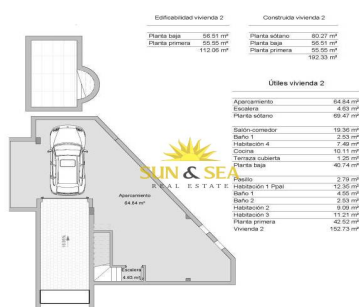 Edificabilidad vivienda 2
Planta baja 56.51 m²
Planta primera 55.55 m²
112.06 m²
Construida vivienda 2
Planta sótano 80.27 m²
Planta baja 56.51 m²
Planta primera 55.55 m²
192.33 m²
Útiles vivienda 2
Aparcamiento 64.84 m²
Escalera 4.63 m²
Planta sótano 69.47 m²
Salón-comedor 19.36 m²
Baño 1 2.53 m²
Habitación 4 7.49 m²
Cocina 10.11 m²
Terraza cubierta 1.25 m²
Planta baja 40.74 m²
Pasillo 2.79 m²
Habitación 1 Ppal 12.35 m²
Baño 1 4.55 m²
Baño 2 2.53 m²
Habitación 2 9.09 m²
Habitación 3 11.21 m²
Planta primera 42.52 m²
Vivienda 2 152.73 m²
SUN & SEA
REAL ESTATE
Aparcamiento
64.84 m²
Escalera
4.63 m²